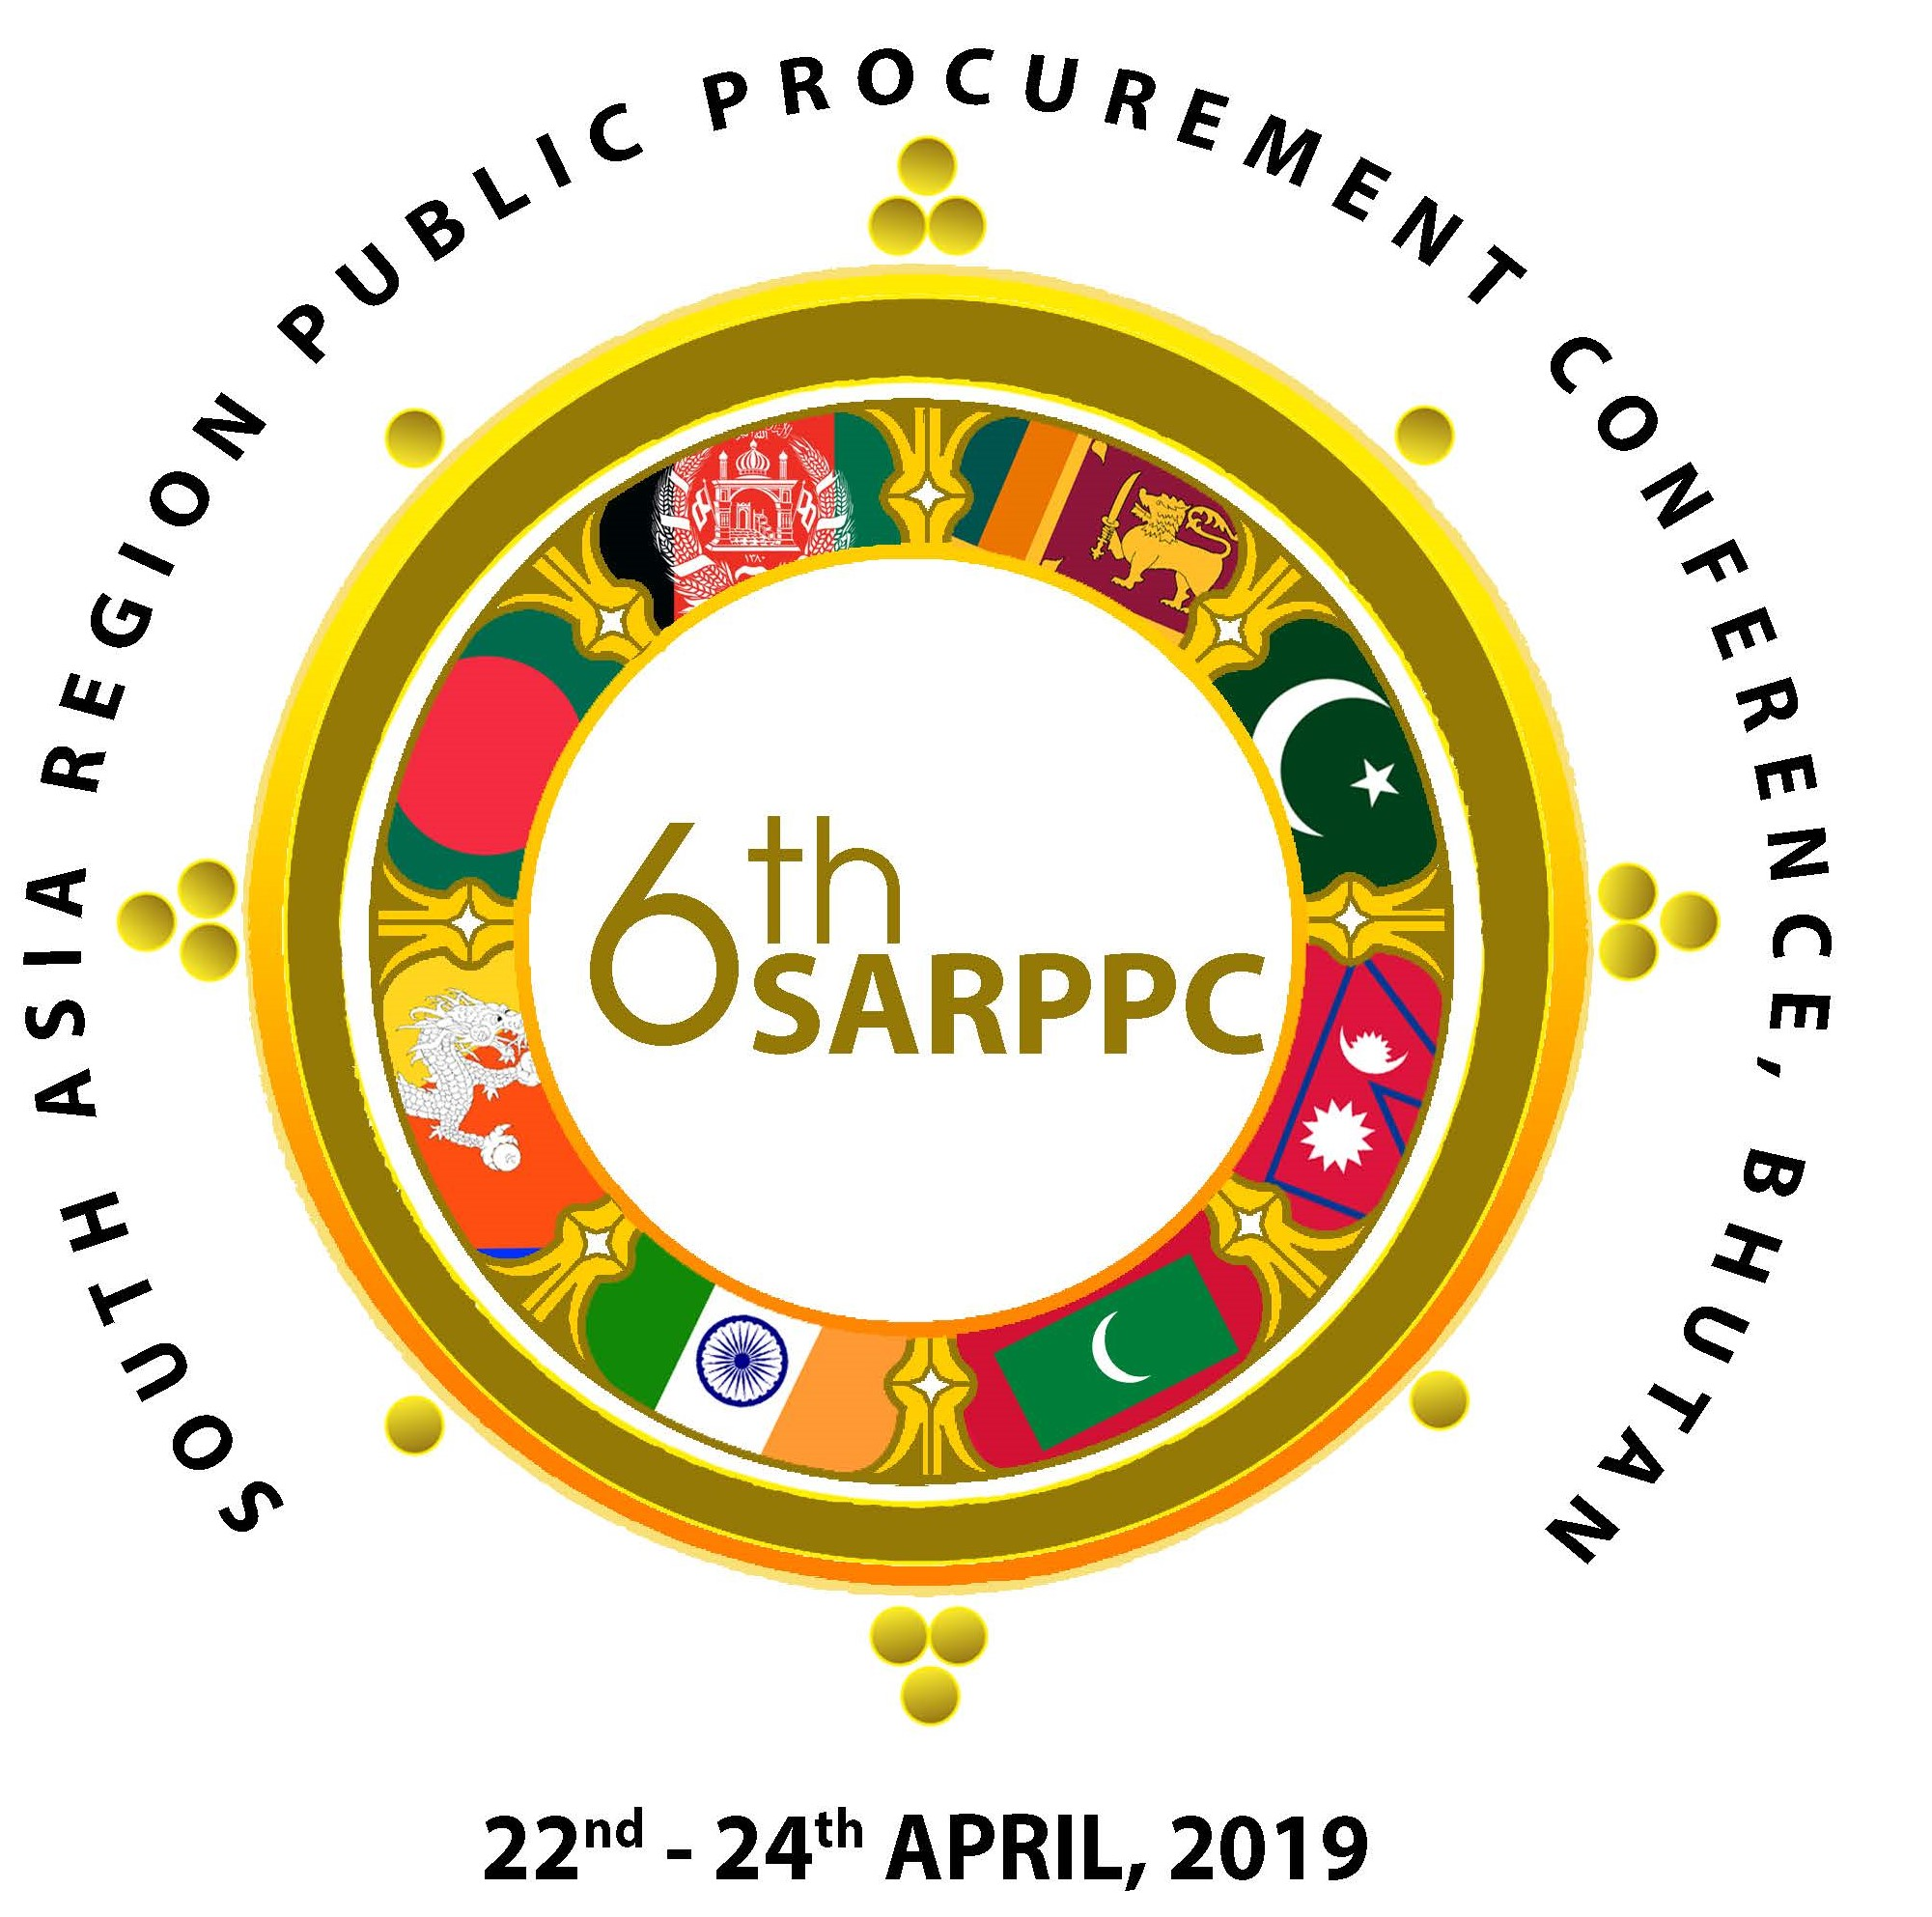 SOUTH ASIA REGION PUBLIC PROCUREMENT CONFERENCE, BHUTAN
6th
SARPPC
22nd - 24th APRIL, 2019